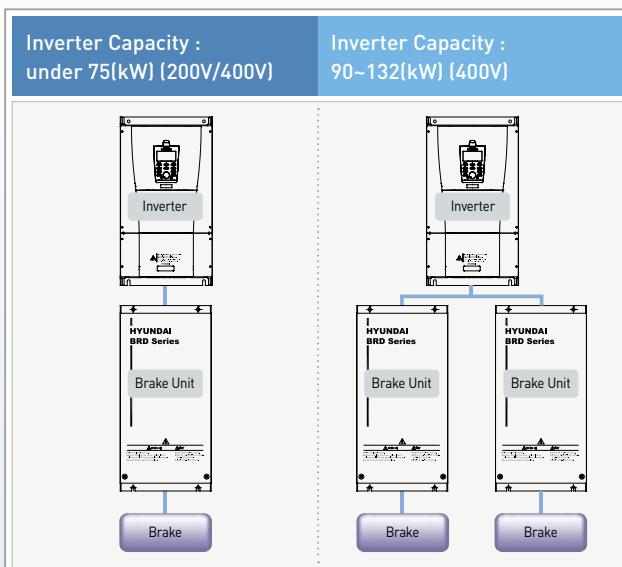 Inverter Capacity :
under 75(kW) (200V/400V)
Inverter Capacity :
90~132(kW) (400V)
Inverter
Inverter
HYUNDAI
BRD Series
Brake Unit
HYUNDAI
BRD Series
Brake Unit
HYUNDAI
BRD Series
Brake Unit
Brake
Brake
Brake